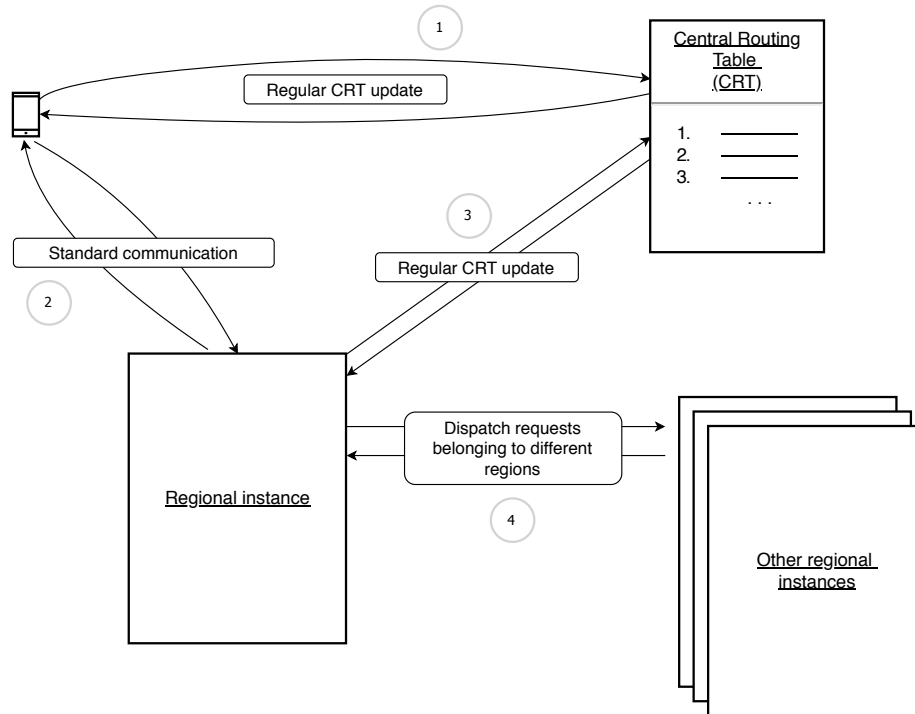 1
Central Routing
Table
(CRT)
Regular CRT update
1.
2.
3.
. . .
3
Standard communication
Regular CRT update
2
Dispatch requests
belonging to different
regions
Regional instance
4
Other regional
instances